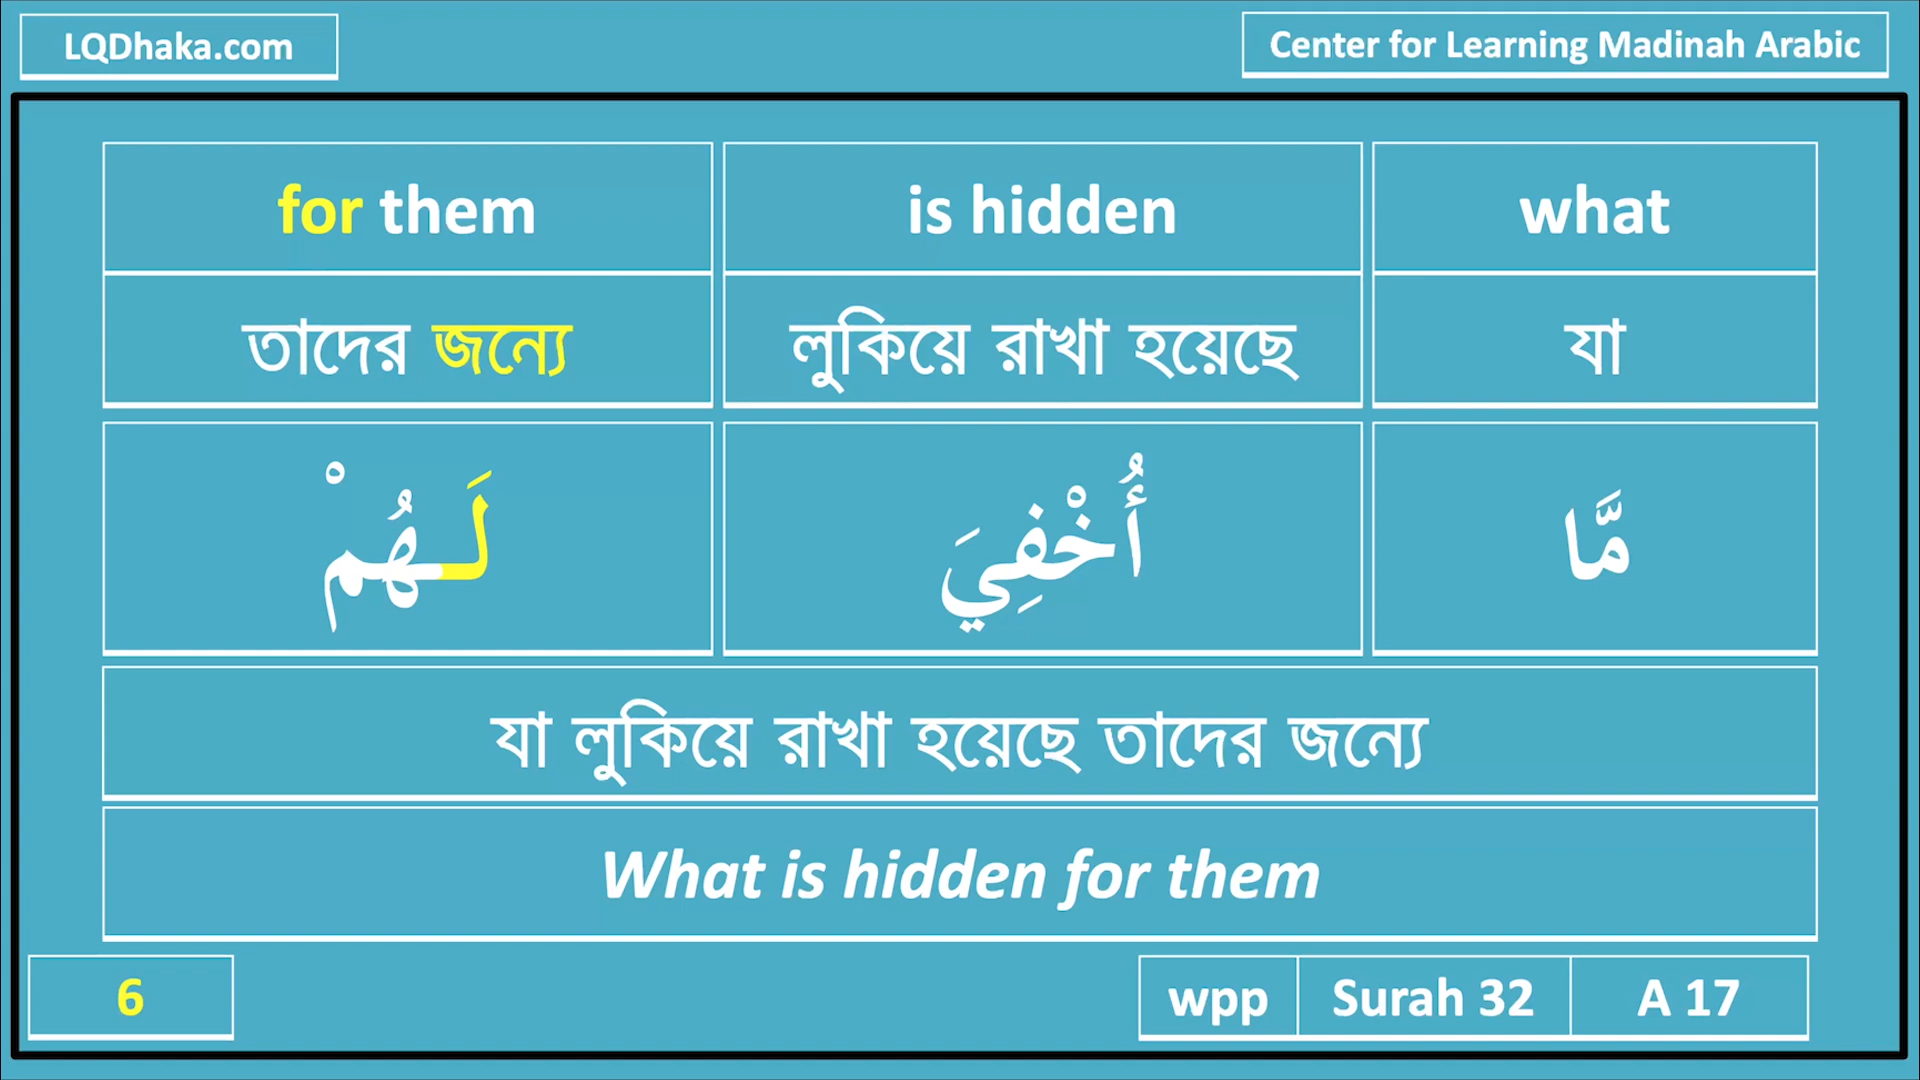 LQDhaka.com
Center for Learning Madinah Arabic
for them
is hidden
what
তাদের জন্যে
লুকিয়ে রাখা হয়েছে
যা
لَـهُمْ
أُخْفِيَ
مَّا
যা লুকিয়ে রাখা হয়েছে তাদের জন্যে
What is hidden for them
6
wpp
Surah 32
A 17